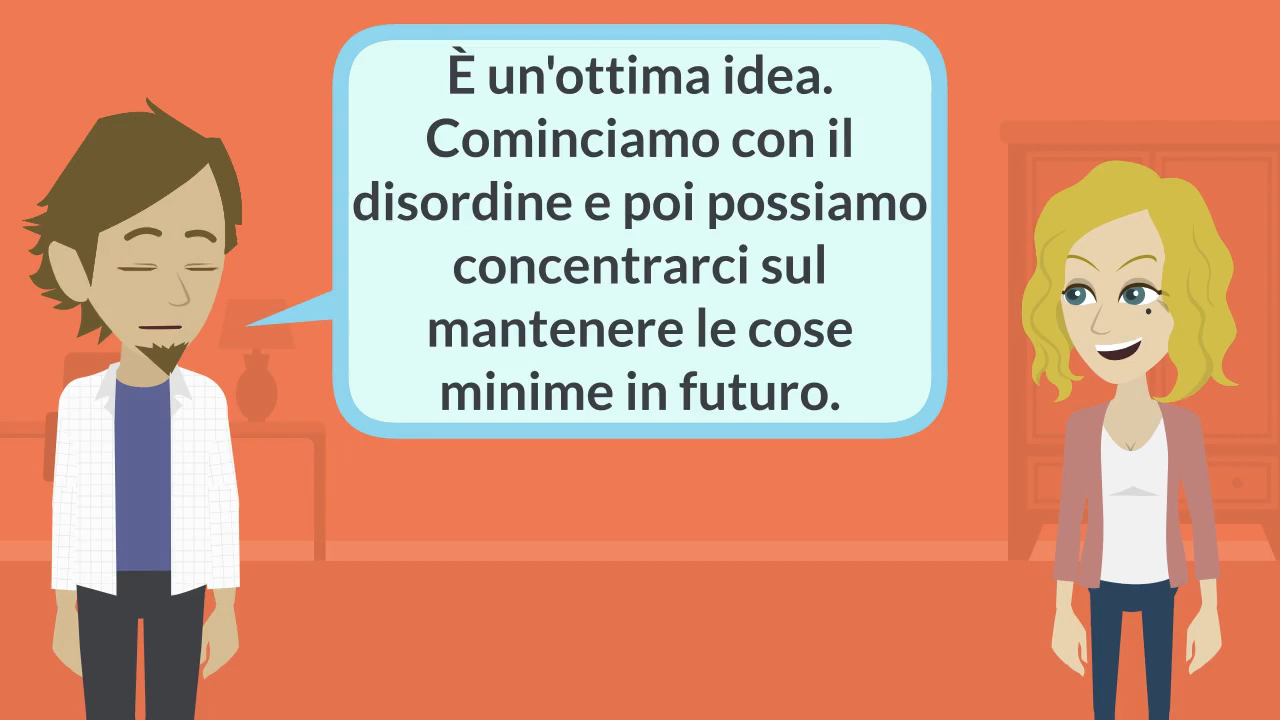 È un'ottima idea.
Cominciamo con il
disordine e poi possiamo
concentrarci sul
mantenere le cose
minime in futuro.